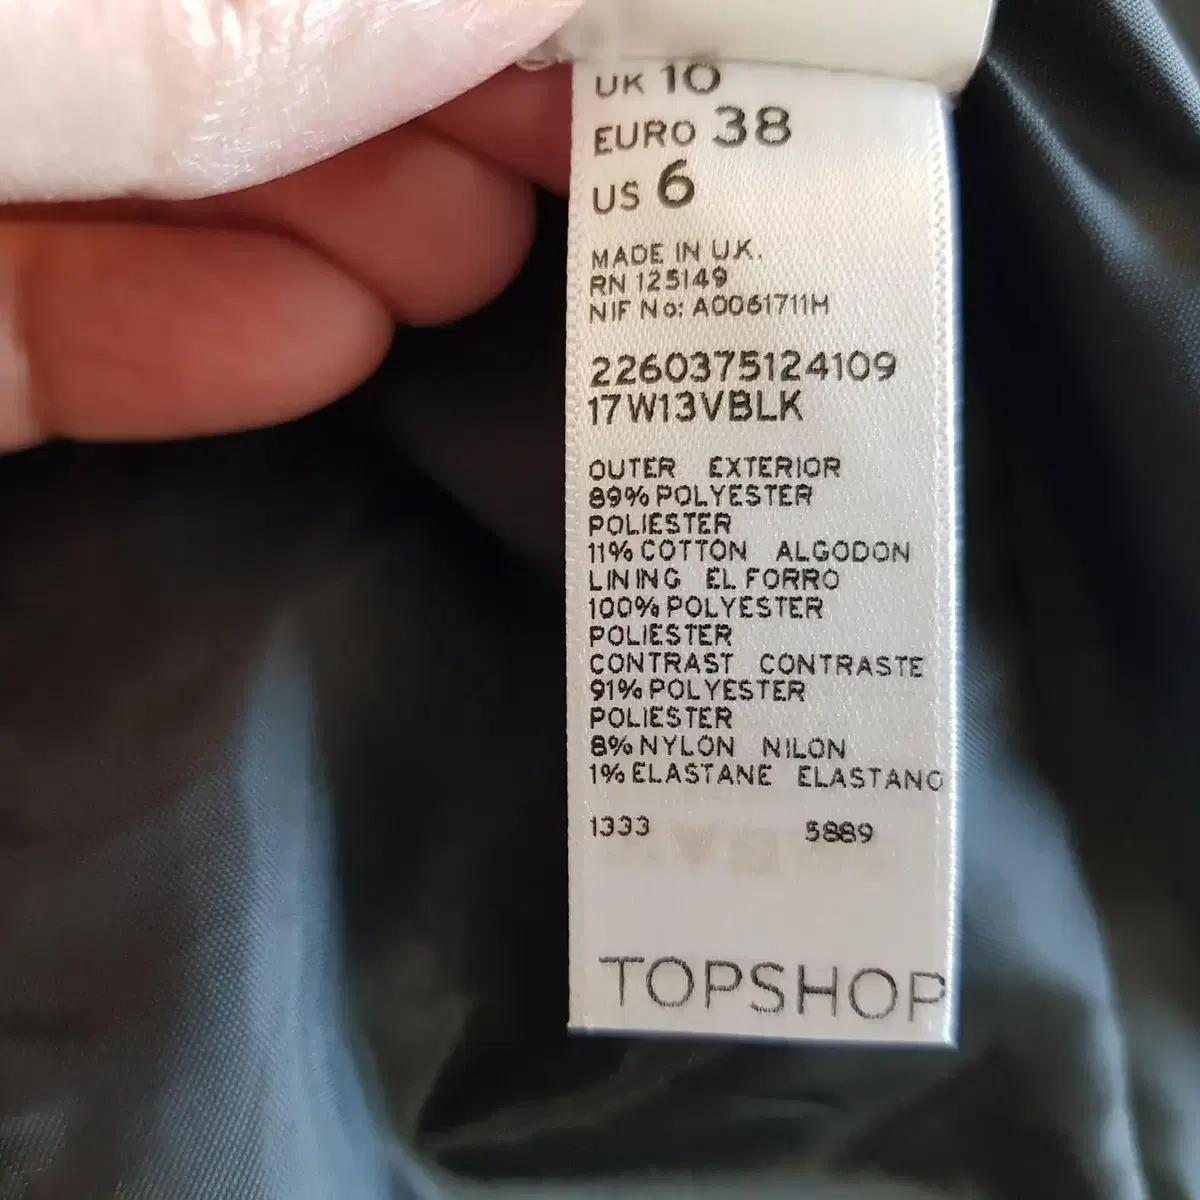 UK 10
EURO 38
US 6
MADE IN U.K.
RN 125149
NIF No: A0061711H
2260375124109
17W13VBLK
OUTER EXTERIOR
89% POLYESTER
POLIESTER
11% COTTON ALGODON
LINING EL FORRO
100% POLYESTER
POLIESTER
CONTRAST CONTRASTE
91% POLYESTER
POLIESTER
8% NYLON NILON
1% ELASTANE ELASTANO
1333 5889
TOPSHOP